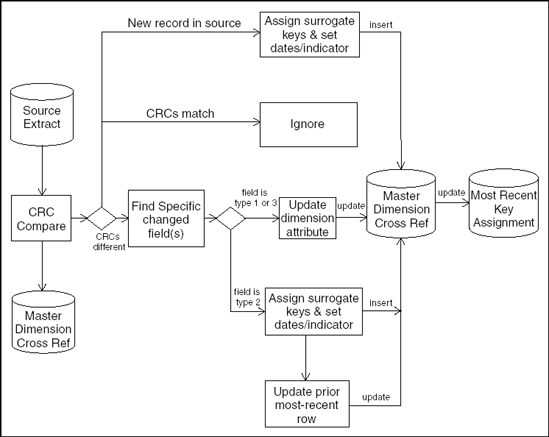 New record in source
Assign surrogate
keys & set
dates/indicator
insert
Source
Extract
CRCs match
Ignore
CRC
Compare
CRCs
different
Find Specific
changed
field(s)
field is
type 1 or 3
Update
dimension
attribute
update
Master
Dimension
Cross Ref
update
Most Recent
Key
Assignment
Master
Dimension
Cross Ref
field is
type 2
Assign surrogate
keys & set
dates/indicator
insert
Update prior
most-recent
row
update